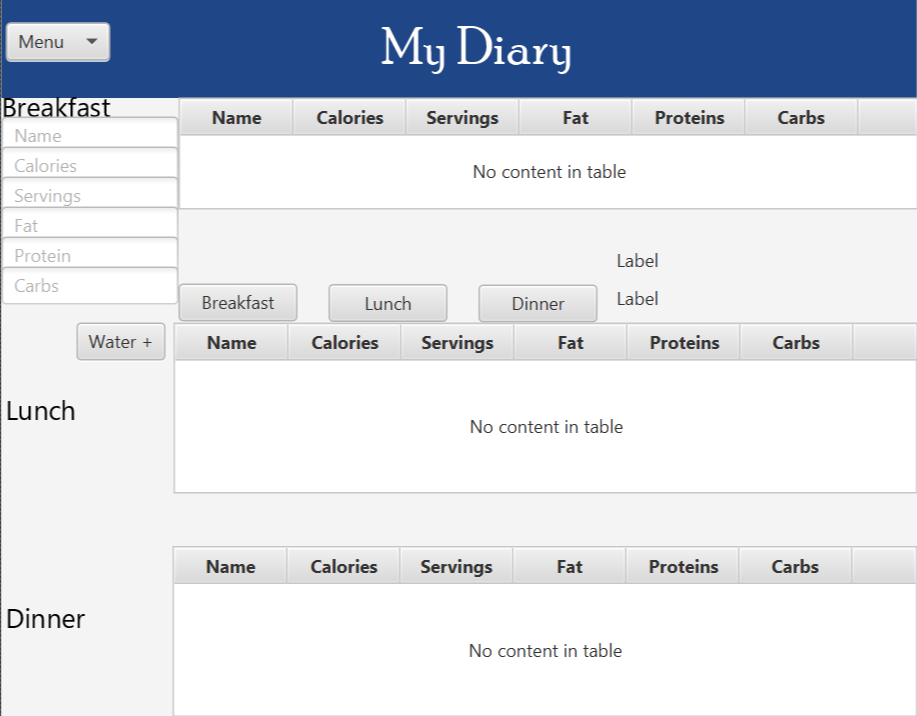 Menu
My Diary
Breakfast
Name
Calories
Servings
Fat
Protein
Carbs
Name Calories Servings Fat Proteins Carbs
No content in table
Label
Breakfast Lunch Dinner Label
Water +
Name Calories Servings Fat Proteins Carbs
Lunch
No content in table
Name Calories Servings Fat Proteins Carbs
Dinner
No content in table